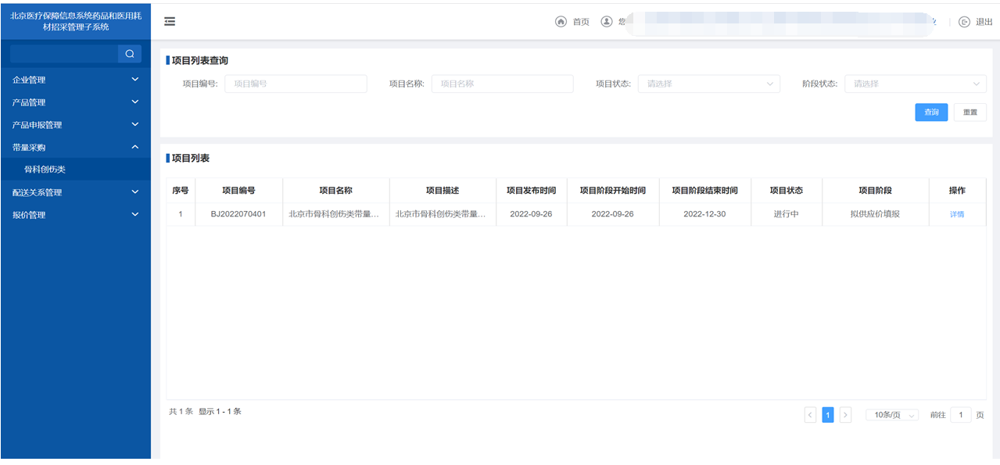 北京医疗保障信息系统药品和医用耗
材招采管理子系统
首页
您
退出
企业管理
产品管理
产品申报管理
带量采购
骨科创伤类
配送关系管理
报价管理
项目列表查询
项目编号: 项目编号 项目名称: 项目名称 项目状态: 请选择 阶段状态: 请选择
查询 重置
项目列表
序号 项目编号 项目名称 项目描述 项目发布时间 项目阶段开始时间 项目阶段结束时间 项目状态 项目阶段 操作
1 BJ2022070401 北京市骨科创伤类带量... 北京市骨科创伤类带量... 2022-09-26 2022-09-26 2022-12-30 进行中 拟供应价填报 详情
共 1 条 显示 1 - 1 条
1 10条/页 前往 1 页